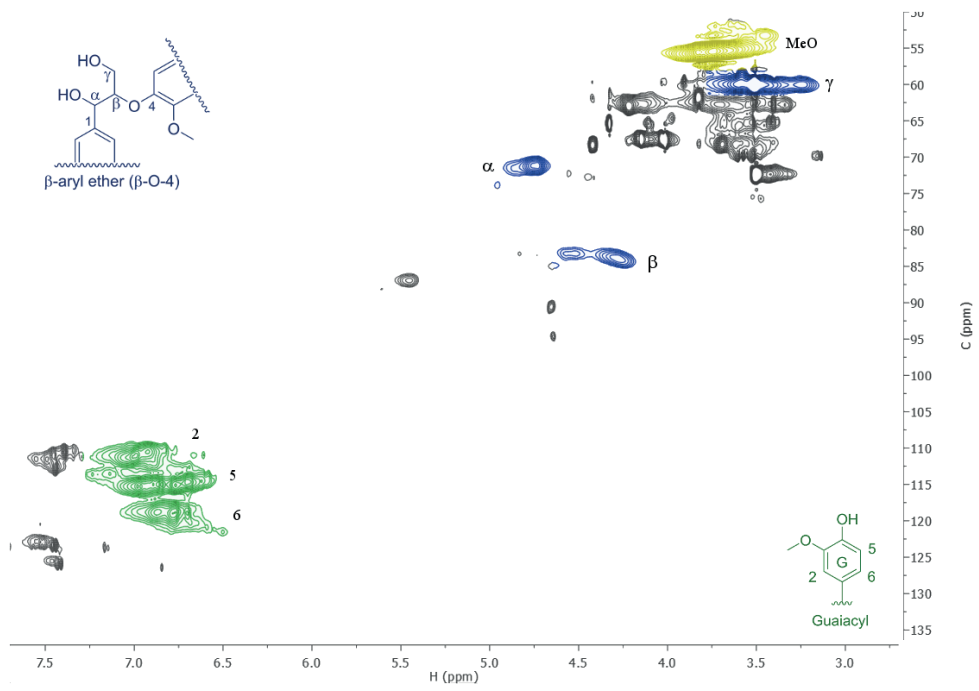 HO
γ
HO
α
β
O
4
1
O
β-aryl ether (β-O-4)
MeO
γ
α
β
2
5
6
OH
O
5
G
2
6
Guaiacyl
50
55
60
65
70
75
80
85
90
95
100
105
110
115
120
125
130
135
C (ppm)
7.5
7.0
6.5
6.0
5.5
5.0
4.5
4.0
3.5
3.0
H (ppm)